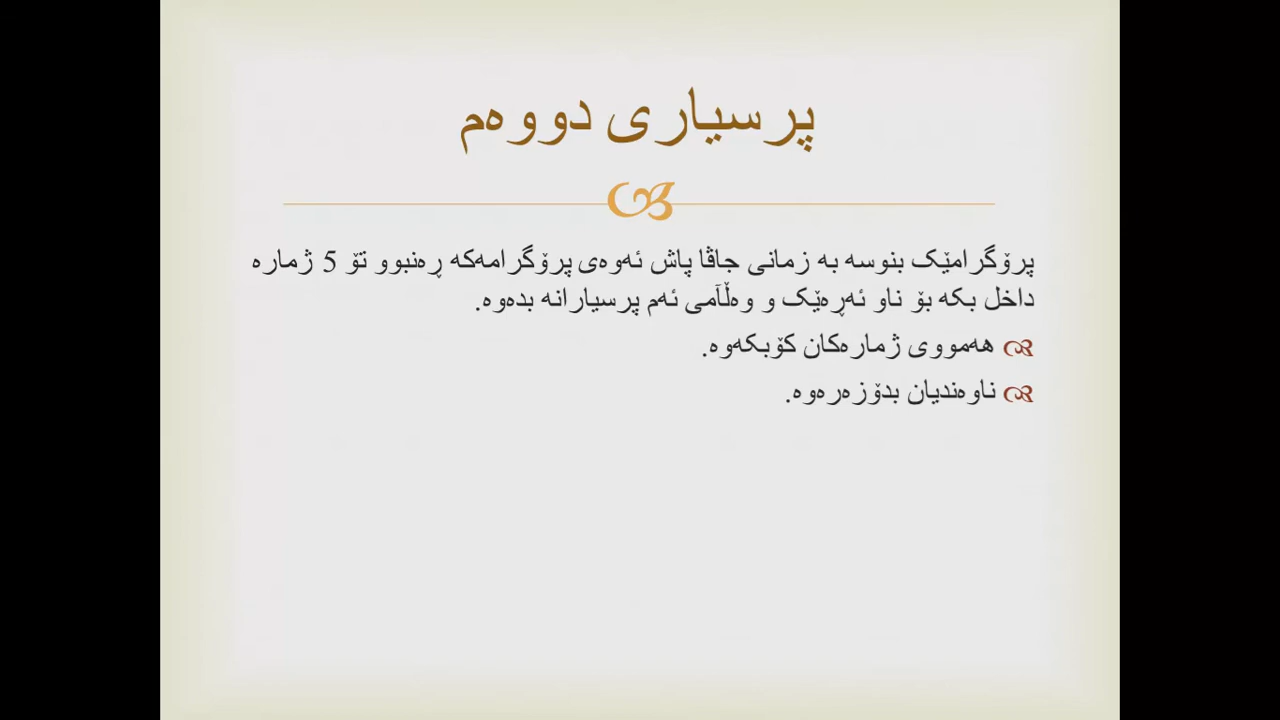 پرسیاری دووەم
پرۆگرامێک بنوسە بە زمانی جاڤا پاش ئەوەی پرۆگرامەکە ڕەنبوو تۆ 5 ژمارە
داخل بکە بۆ ناو ئەڕەێک و وەڵآمی ئەم پرسیارانە بدەوە.
هەمووی ژمارەکان کۆبکەوە.
ناوەندیان بدۆزەرەوە.